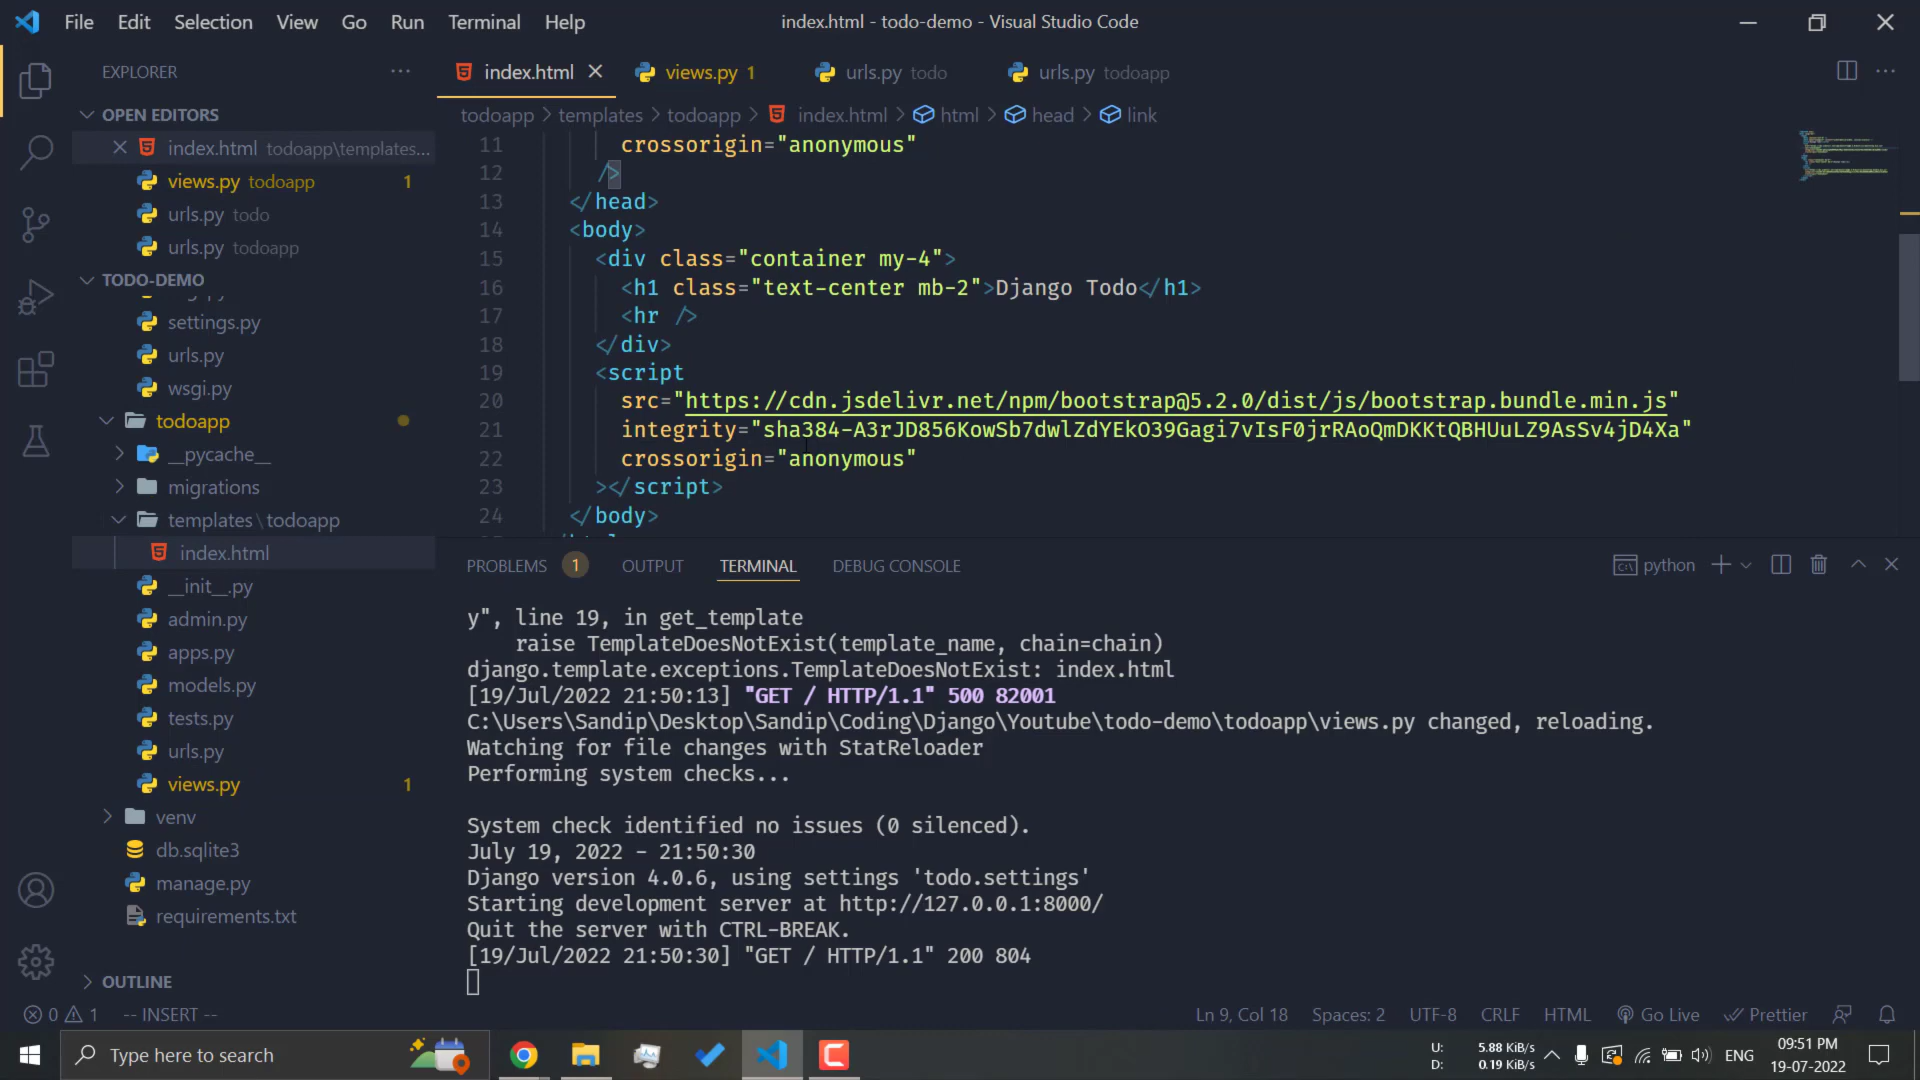 File Edit Selection View Go Run Terminal Help
index.html - todo-demo - Visual Studio Code
EXPLORER
OPEN EDITORS
index.html todoapp\templates...
views.py todoapp 1
urls.py todo
urls.py todoapp
TODO-DEMO
settings.py
urls.py
wsgi.py
todoapp
__pycache__
migrations
templates\todoapp
index.html
__init__.py
admin.py
apps.py
models.py
tests.py
urls.py
views.py 1
venv
db.sqlite3
manage.py
requirements.txt
OUTLINE
index.html views.py 1 urls.py todo urls.py todoapp
todoapp > templates > todoapp > index.html > html > head > link
11 crossorigin="anonymous"
12 />
13 </head>
14 <body>
15 <div class="container my-4">
16 <h1 class="text-center mb-2">Django Todo</h1>
17 <hr />
18 </div>
19 <script
20 src="https://cdn.jsdelivr.net/npm/bootstrap@5.2.0/dist/js/bootstrap.bundle.min.js"
21 integrity="sha384-A3rJD856KowSb7dwlZdYEkO39Gagi7vIsF0jrRAoQmDKKtQBHUuLZ9AsSv4jD4Xa"
22 crossorigin="anonymous"
23 ></script>
24 </body>
PROBLEMS 1 OUTPUT TERMINAL DEBUG CONSOLE
python
y", line 19, in get_template
raise TemplateDoesNotExist(template_name, chain=chain)
django.template.exceptions.TemplateDoesNotExist: index.html
[19/Jul/2022 21:50:13] "GET / HTTP/1.1" 500 82001
C:\Users\Sandip\Desktop\Sandip\Coding\Django\Youtube\todo-demo\todoapp\views.py changed, reloading.
Watching for file changes with StatReloader
Performing system checks...
System check identified no issues (0 silenced).
July 19, 2022 - 21:50:30
Django version 4.0.6, using settings 'todo.settings'
Starting development server at http://127.0.0.1:8000/
Quit the server with CTRL-BREAK.
[19/Jul/2022 21:50:30] "GET / HTTP/1.1" 200 804
0 1 -- INSERT -- Ln 9, Col 18 Spaces: 2 UTF-8 CRLF HTML Go Live Prettier
Type here to search
U: 5.88 KiB/s
D: 0.19 KiB/s
ENG
09:51 PM
19-07-2022